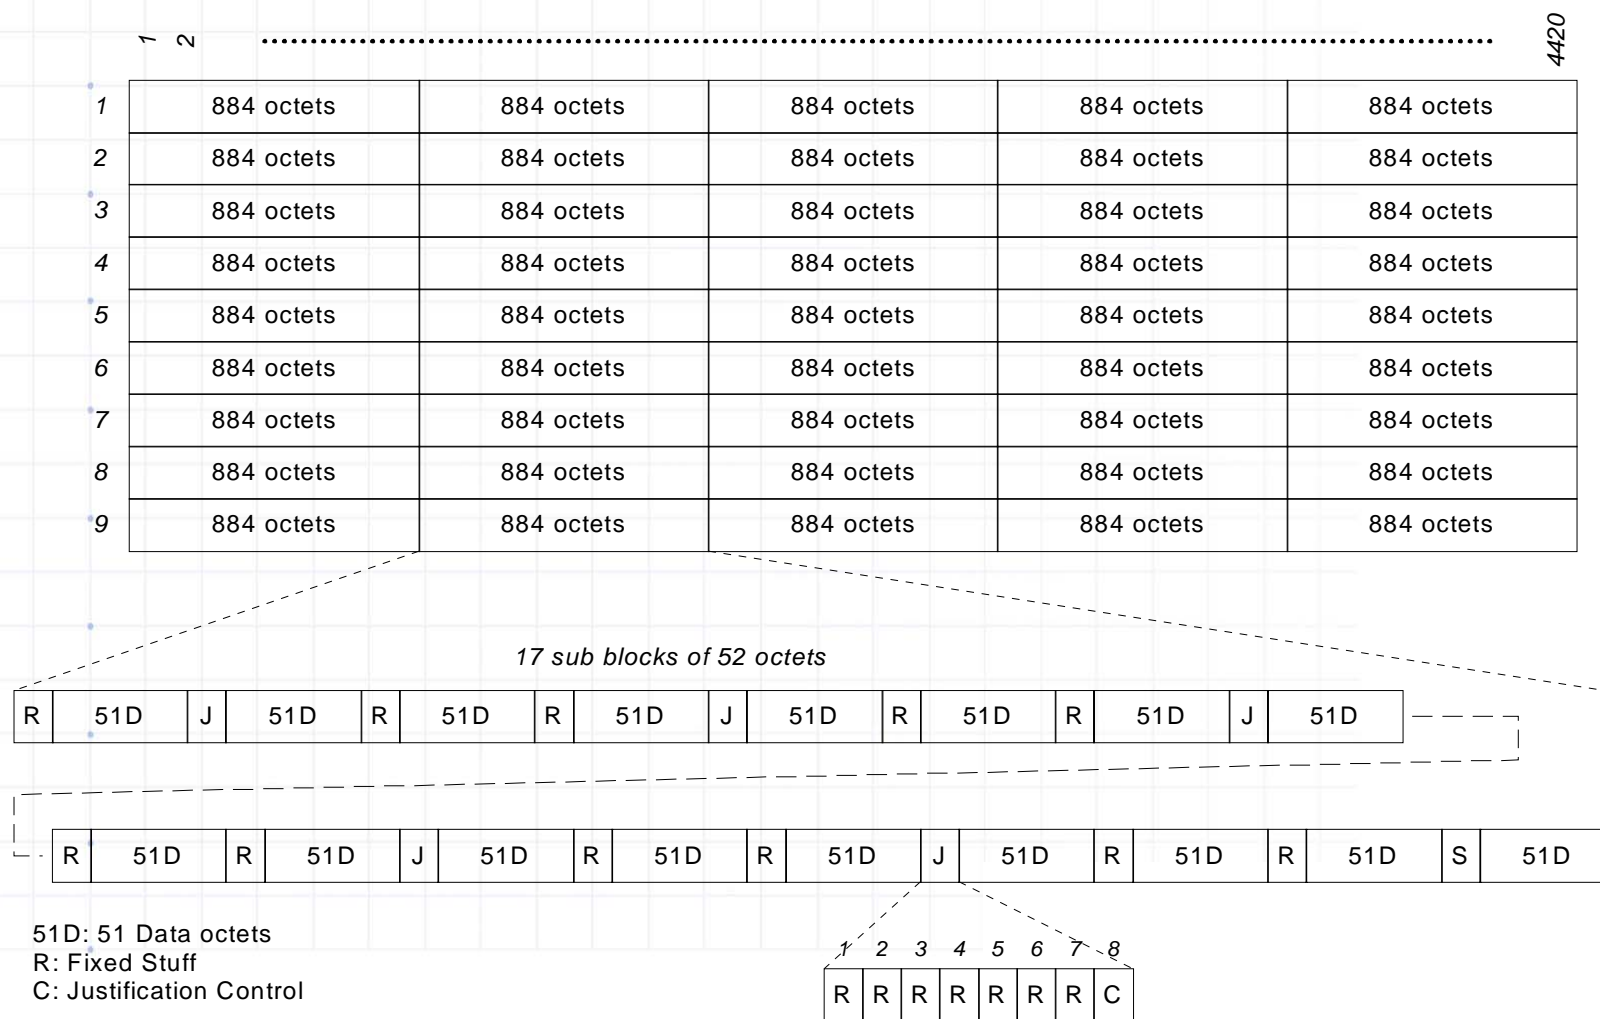 1 2 4420
1 884 octets 884 octets 884 octets 884 octets 884 octets
2 884 octets 884 octets 884 octets 884 octets 884 octets
3 884 octets 884 octets 884 octets 884 octets 884 octets
4 884 octets 884 octets 884 octets 884 octets 884 octets
5 884 octets 884 octets 884 octets 884 octets 884 octets
6 884 octets 884 octets 884 octets 884 octets 884 octets
7 884 octets 884 octets 884 octets 884 octets 884 octets
8 884 octets 884 octets 884 octets 884 octets 884 octets
9 884 octets 884 octets 884 octets 884 octets 884 octets
17 sub blocks of 52 octets
R 51D J 51D R 51D R 51D J 51D R 51D R 51D J 51D
R 51D R 51D J 51D R 51D R 51D J 51D R 51D R 51D S 51D
51D: 51 Data octets
R: Fixed Stuff
C: Justification Control
1 2 3 4 5 6 7 8
R R R R R R R C